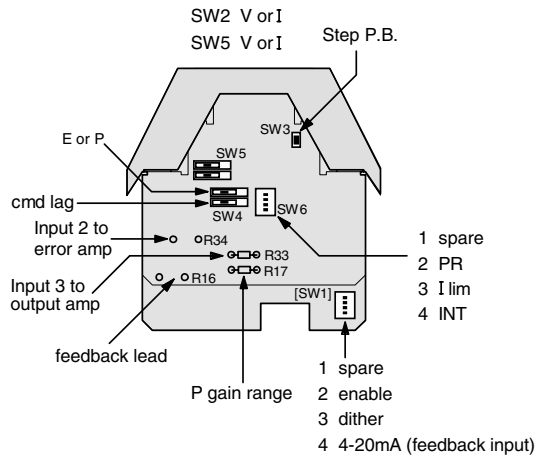 SW2 V or I
SW5 V or I
Step P.B.
SW3
E or P
SW5
cmd lag
SW4
SW6
Input 2 to
error amp
R34
R33
Input 3 to
output amp
R16
R17
[SW1]
1 spare
2 PR
3 I lim
4 INT
feedback lead
P gain range
1 spare
2 enable
3 dither
4 4-20mA (feedback input)